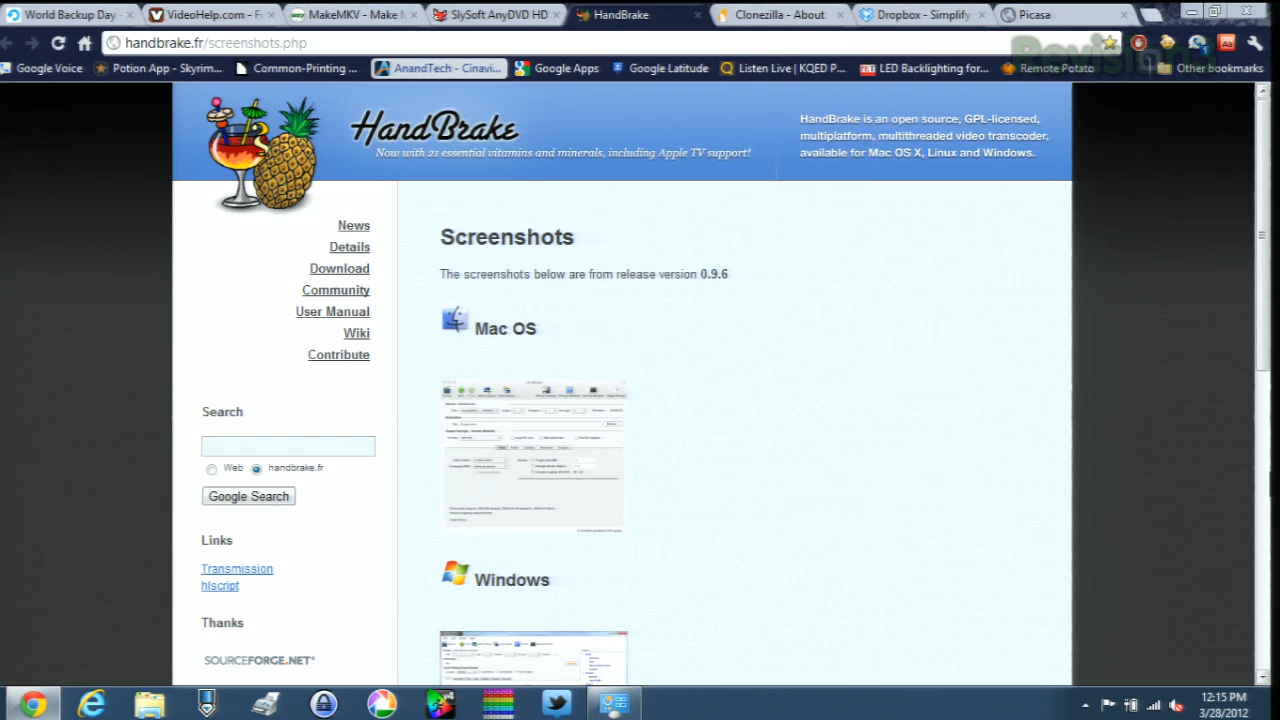 World Backup Day
VideoHelp.com - F
MakeMKV - Make M
SlySoft AnyDVD HD
HandBrake
Clonezilla - About
Dropbox - Simplify
Picasa
handbrake.fr/screenshots.php
Revision3
Google Voice
Potion App - Skyrim...
Common-Printing ...
AnandTech - Cinavi...
Google Apps
Google Latitude
Listen Live | KQED P...
LED Backlighting for...
Remote Potato
Other bookmarks
HandBrake
Now with 21 essential vitamins and minerals, including Apple TV support!
HandBrake is an open source, GPL-licensed,
multiplatform, multithreaded video transcoder,
available for Mac OS X, Linux and Windows.
News
Details
Download
Community
User Manual
Wiki
Contribute
Search
Web
handbrake.fr
Google Search
Links
Transmission
hlscript
Thanks
SOURCEFORGE.NET
Screenshots
The screenshots below are from release version 0.9.6
Mac OS
Windows
12:15 PM
3/28/2012